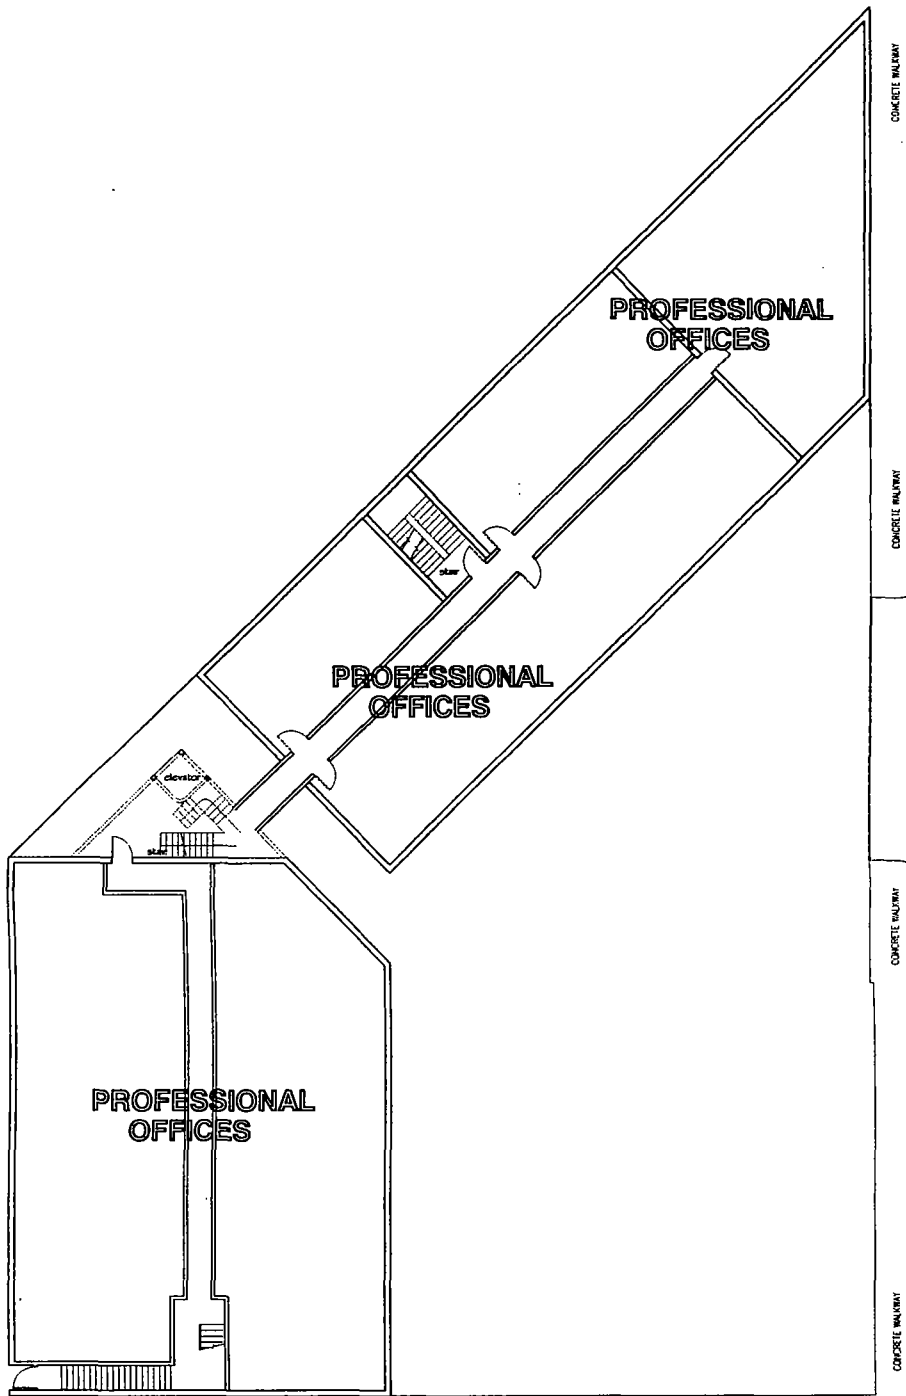 CONCRETE WALKWAY
PROFESSIONAL
OFFICES
CONCRETE WALKWAY
stair
PROFESSIONAL
OFFICES
elevator
stair
CONCRETE WALKWAY
PROFESSIONAL
OFFICES
CONCRETE WALKWAY